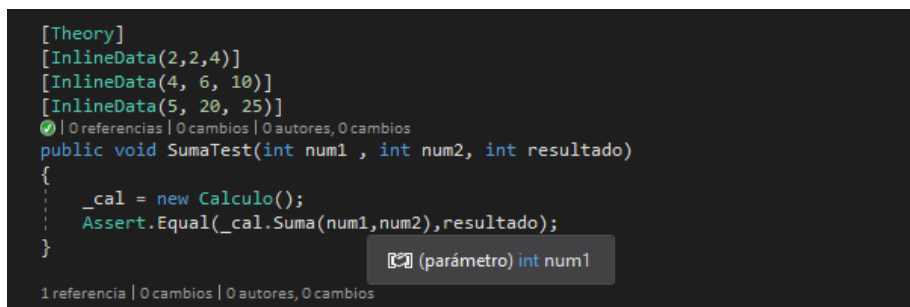 [Theory]
[InlineData(2,2,4)]
[InlineData(4, 6, 10)]
[InlineData(5, 20, 25)]
| 0 referencias | 0 cambios | 0 autores, 0 cambios
public void SumaTest(int num1 , int num2, int resultado)
{
_cal = new Calculo();
Assert.Equal(_cal.Suma(num1,num2),resultado);
}
(parámetro) int num1
1 referencia | 0 cambios | 0 autores, 0 cambios